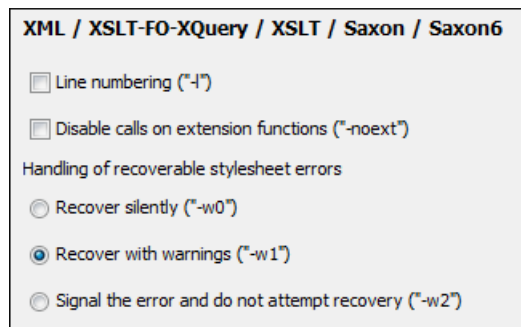 XML / XSLT-FO-XQuery / XSLT / Saxon / Saxon6
Line numbering ("-l")
Disable calls on extension functions ("-noext")
Handling of recoverable stylesheet errors
Recover silently ("-w0")
Recover with warnings ("-w1")
Signal the error and do not attempt recovery ("-w2")